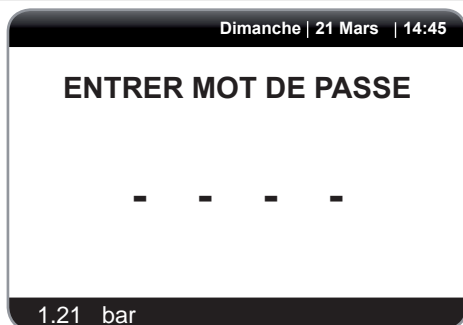 Dimanche | 21 Mars | 14:45
ENTRER MOT DE PASSE
- - - -
1.21 bar